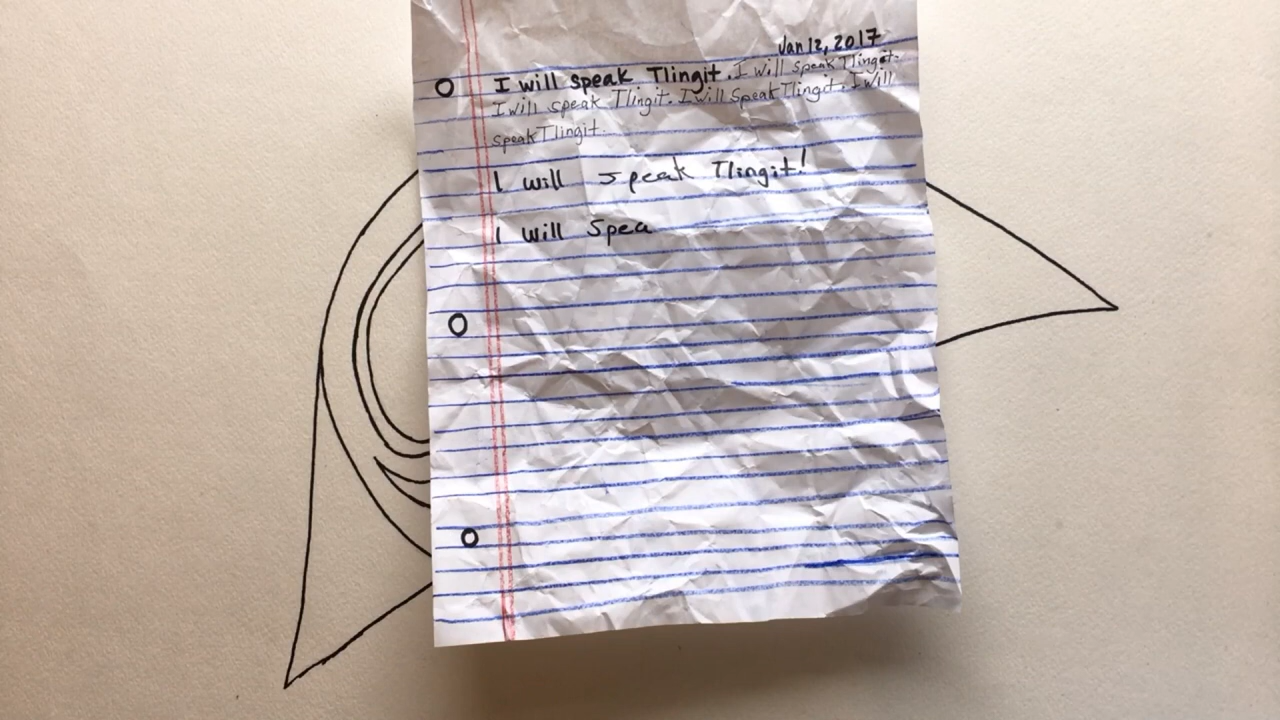 Jan 12, 2017
I will speak Tlingit. I will speak Tlingit.
I will speak Tlingit. I will Speak Tlingit. I will
speak Tlingit.
I will speak Tlingit!
I will Spea